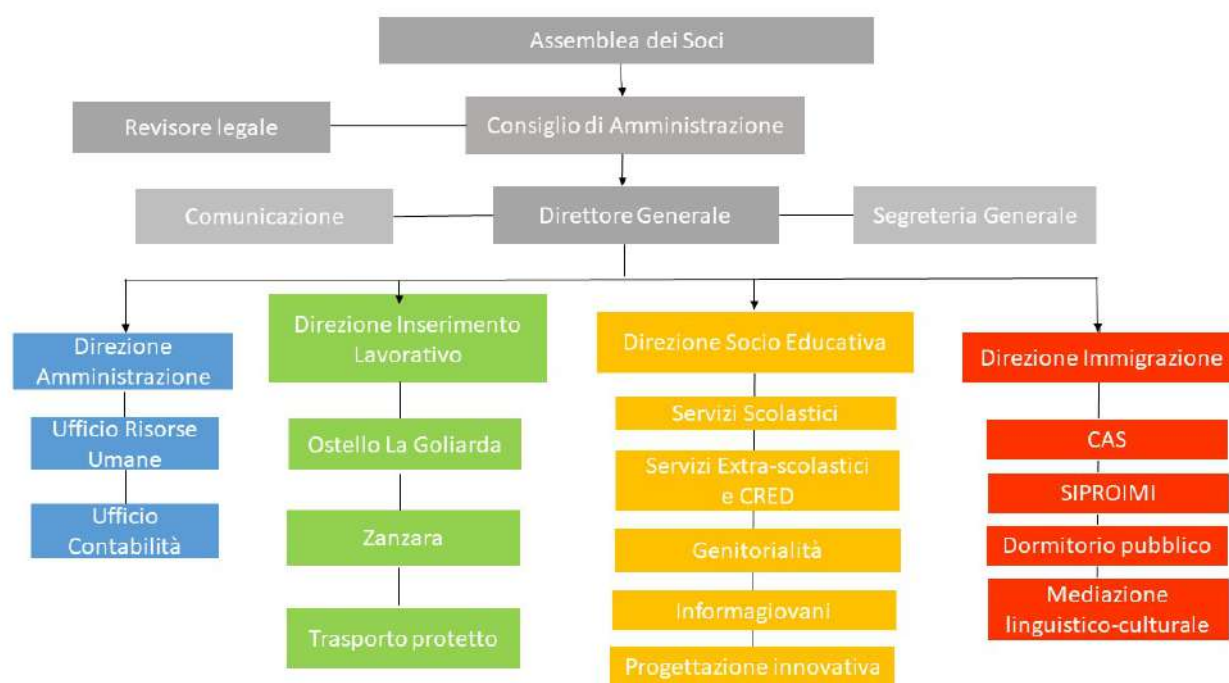 Assemblea dei Soci
Revisore legale
Consiglio di Amministrazione
Comunicazione
Direttore Generale
Segreteria Generale
Direzione
Amministrazione
Ufficio Risorse
Umane
Ufficio
Contabilità
Direzione Inserimento
Lavorativo
Ostello La Goliarda
Zanzara
Trasporto protetto
Direzione Socio Educativa
Servizi Scolastici
Servizi Extra-scolastici
e CRED
Genitorialità
Informagiovani
Progettazione innovativa
Direzione Immigrazione
CAS
SIPROIMI
Dormitorio pubblico
Mediazione
linguistico-culturale